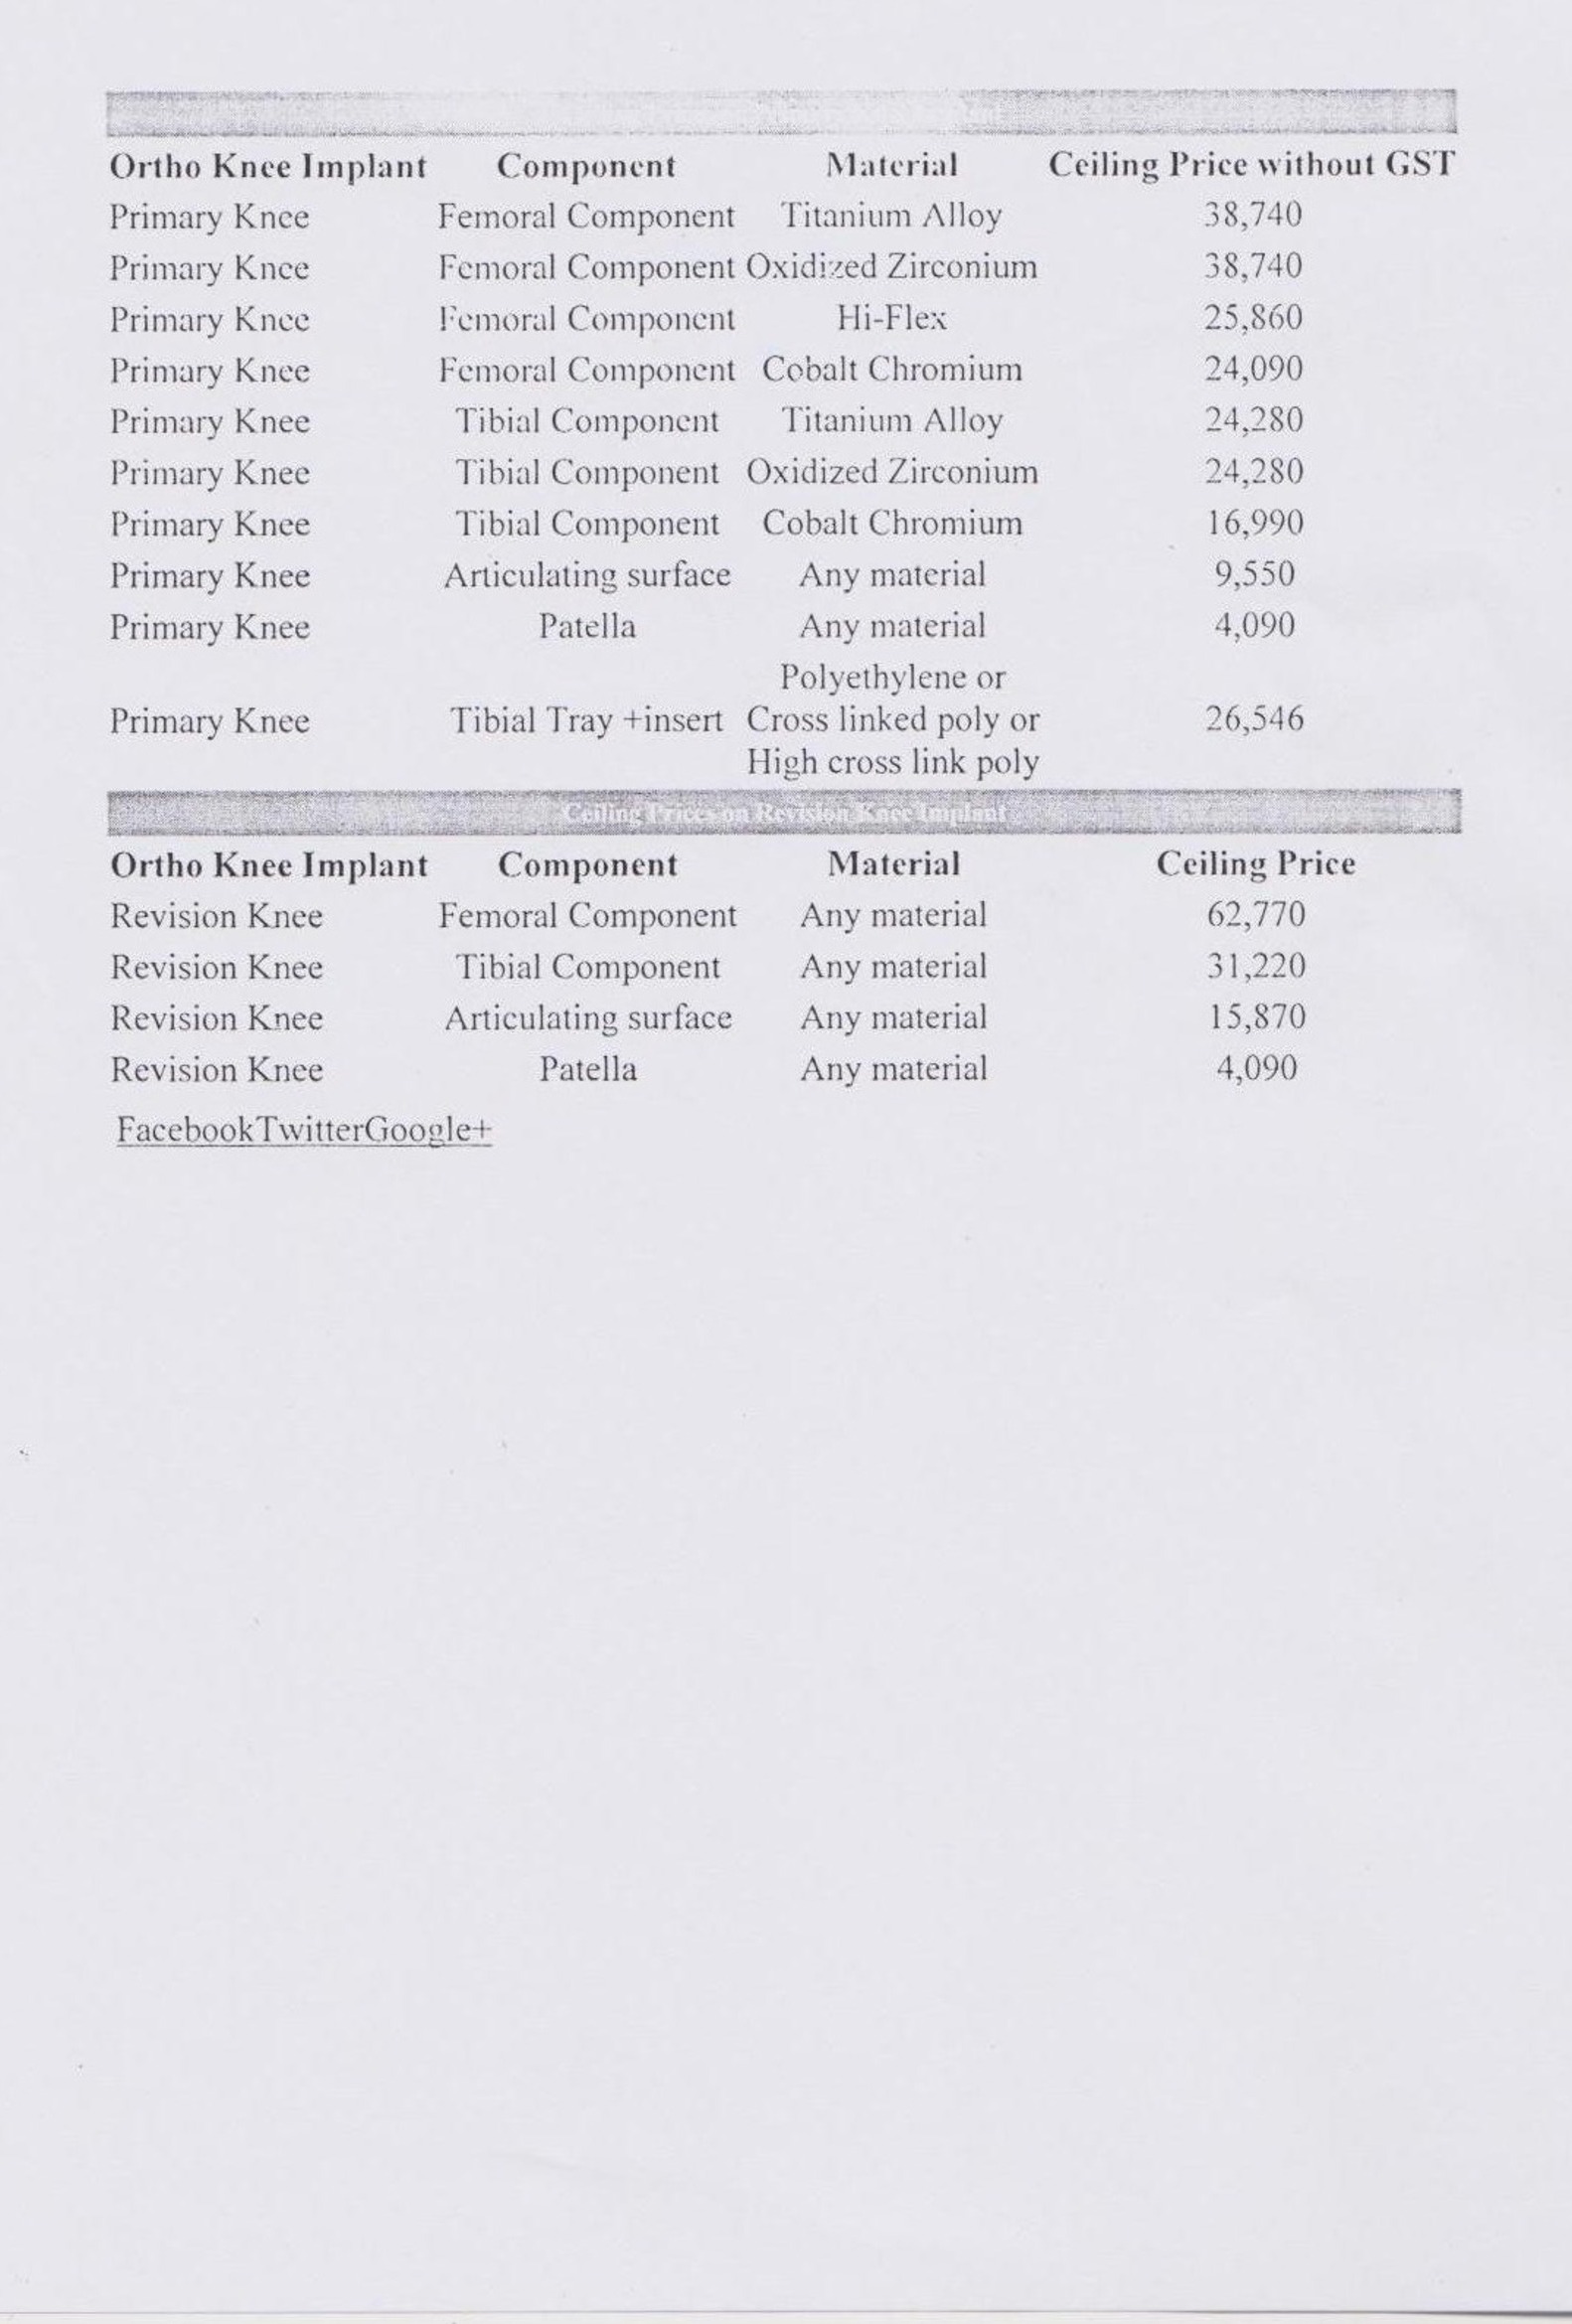 Ortho Knee Implant Component Material Ceiling Price without GST
Primary Knee Femoral Component Titanium Alloy 38,740
Primary Knee Femoral Component Oxidized Zirconium 38,740
Primary Knee Femoral Component Hi-Flex 25,860
Primary Knee Femoral Component Cobalt Chromium 24,090
Primary Knee Tibial Component Titanium Alloy 24,280
Primary Knee Tibial Component Oxidized Zirconium 24,280
Primary Knee Tibial Component Cobalt Chromium 16,990
Primary Knee Articulating surface Any material 9,550
Primary Knee Patella Any material 4,090
Polyethylene or
Primary Knee Tibial Tray +insert Cross linked poly or 26,546
High cross link poly
Ceiling Prices on Revision Knee Implant
Ortho Knee Implant Component Material Ceiling Price
Revision Knee Femoral Component Any material 62,770
Revision Knee Tibial Component Any material 31,220
Revision Knee Articulating surface Any material 15,870
Revision Knee Patella Any material 4,090
FacebookTwitterGoogle+